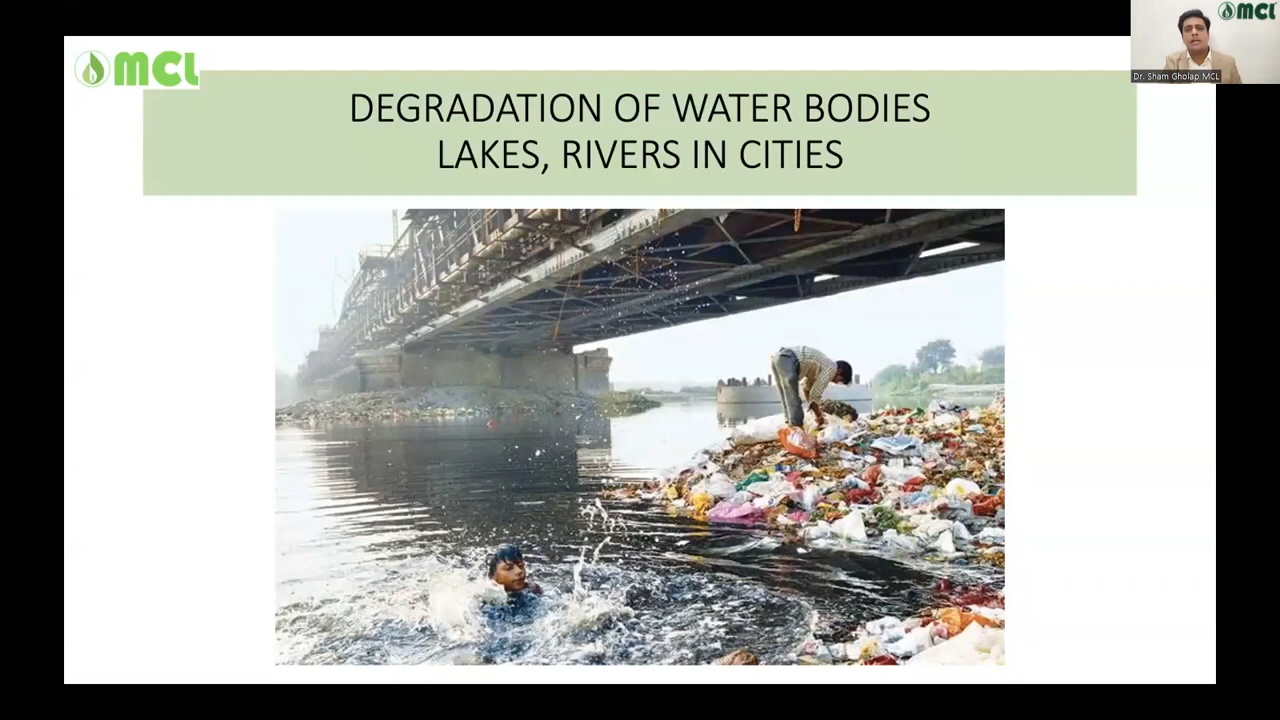 MCL
MCL
DEGRADATION OF WATER BODIES
LAKES, RIVERS IN CITIES
Dr. Sham Gholap MCL